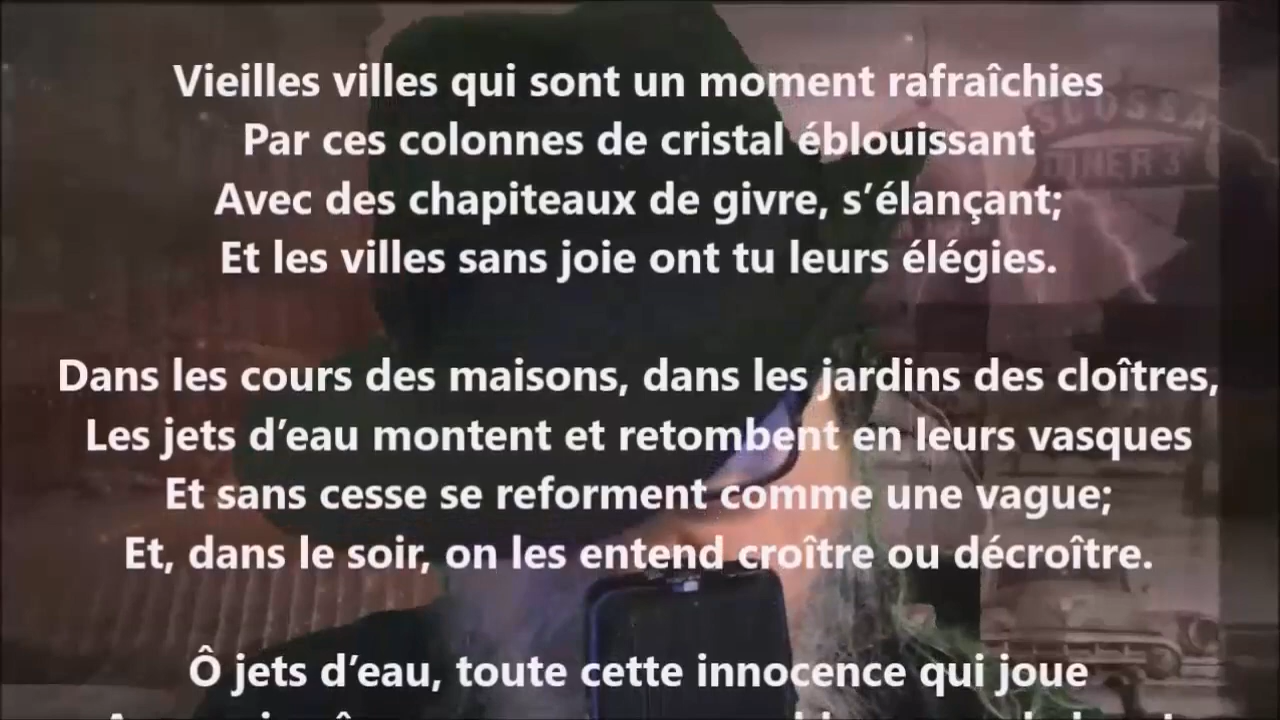 Vieilles villes qui sont un moment rafraîchies
Par ces colonnes de cristal éblouissant
Avec des chapiteaux de givre, s’élançant;
Et les villes sans joie ont tu leurs élégies.
Dans les cours des maisons, dans les jardins des cloîtres,
Les jets d’eau montent et retombent en leurs vasques
Et sans cesse se reforment comme une vague;
Et, dans le soir, on les entend croître ou décroître.
Ô jets d’eau, toute cette innocence qui joue
DINER